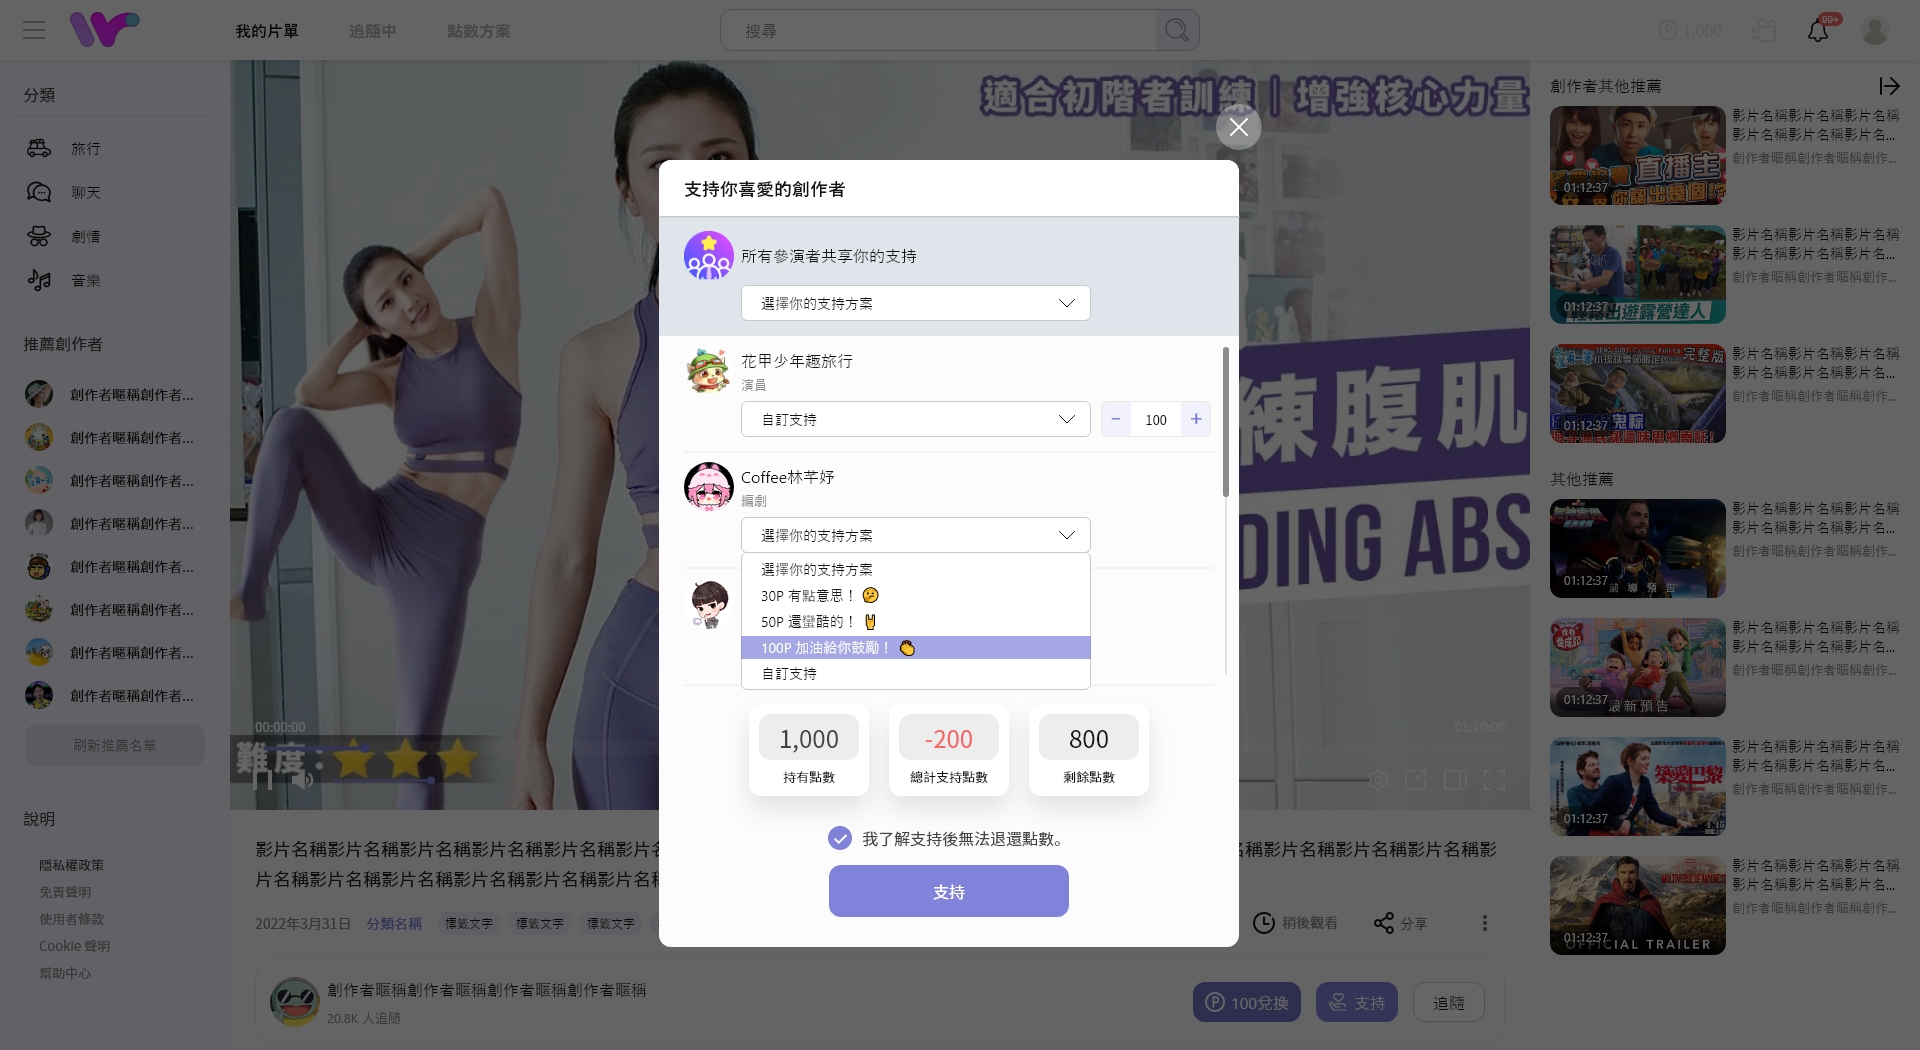 我的片單
追隨中
點數方案
搜尋
1,000
99+
分類
旅行
聊天
劇情
音樂
推薦創作者
創作者暱稱創作者...
創作者暱稱創作者...
創作者暱稱創作者...
創作者暱稱創作者...
創作者暱稱創作者...
創作者暱稱創作者...
創作者暱稱創作者...
創作者暱稱創作者...
刷新推薦名單
說明
隱私權政策
免責聲明
使用者條款
Cookie 聲明
幫助中心
適合初階者訓練｜增強核心力量
練腹肌
DING ABS
00:00:00
01:10:00
難度:
支持你喜愛的創作者
所有參演者共享你的支持
選擇你的支持方案
花甲少年趣旅行
演員
自訂支持
− 100 +
Coffee林芊妤
編劇
選擇你的支持方案
選擇你的支持方案
30P 有點意思！
50P 還蠻酷的！
100P 加油給你鼓勵！
自訂支持
1,000
持有點數
-200
總計支持點數
800
剩餘點數
我了解支持後無法退還點數。
支持
影片名稱影片名稱影片名稱影片名稱影片名稱影
名稱影片名稱影片名稱影片名稱影
片名稱影片名稱影片名稱影片名稱影片名稱影片
2022年3月31日
分類名稱
標籤文字
標籤文字
標籤文字
稍後觀看
分享
創作者暱稱創作者暱稱創作者暱稱創作者暱稱
20.8K 人追隨
100兌換
支持
追隨
創作者其他推薦
直播主
你認出幾個!?
01:12:37
影片名稱影片名稱影片名稱
影片名稱影片名稱影片名...
創作者暱稱創作者暱稱創作...
出遊露營達人
01:12:37
影片名稱影片名稱影片名稱
影片名稱影片名稱影片名...
創作者暱稱創作者暱稱創作...
完整版
鬼粽
01:12:37
影片名稱影片名稱影片名稱
影片名稱影片名稱影片名...
創作者暱稱創作者暱稱創作...
其他推薦
01:12:37
前導預告
影片名稱影片名稱影片名稱
影片名稱影片名稱影片名...
創作者暱稱創作者暱稱創作...
01:12:37
最新預告
影片名稱影片名稱影片名稱
影片名稱影片名稱影片名...
創作者暱稱創作者暱稱創作...
築愛巴黎
4·15
01:12:37
影片名稱影片名稱影片名稱
影片名稱影片名稱影片名...
創作者暱稱創作者暱稱創作...
MULTIVERSE OF MADNESS
01:12:37
OFFICIAL TRAILER
影片名稱影片名稱影片名稱
影片名稱影片名稱影片名...
創作者暱稱創作者暱稱創作...